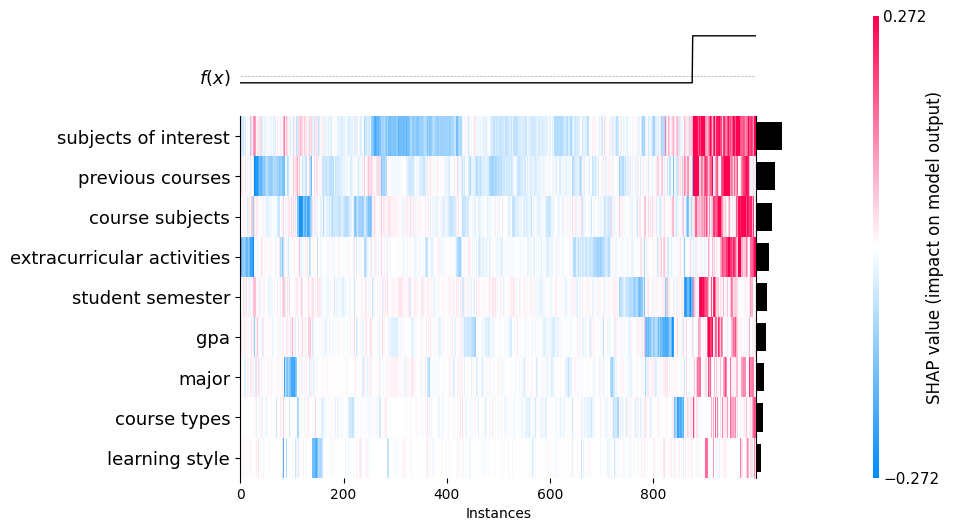 0.272
f(x)
subjects of interest
previous courses
course subjects
extracurricular activities
student semester
gpa
major
course types
learning style
0 200 400 600 800
Instances
SHAP value (impact on model output)
−0.272